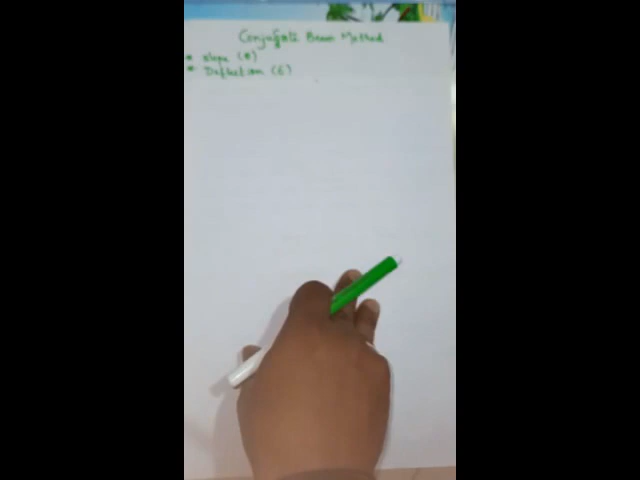 Conjugate Beam Method
* slope (θ)
* Deflection (δ)